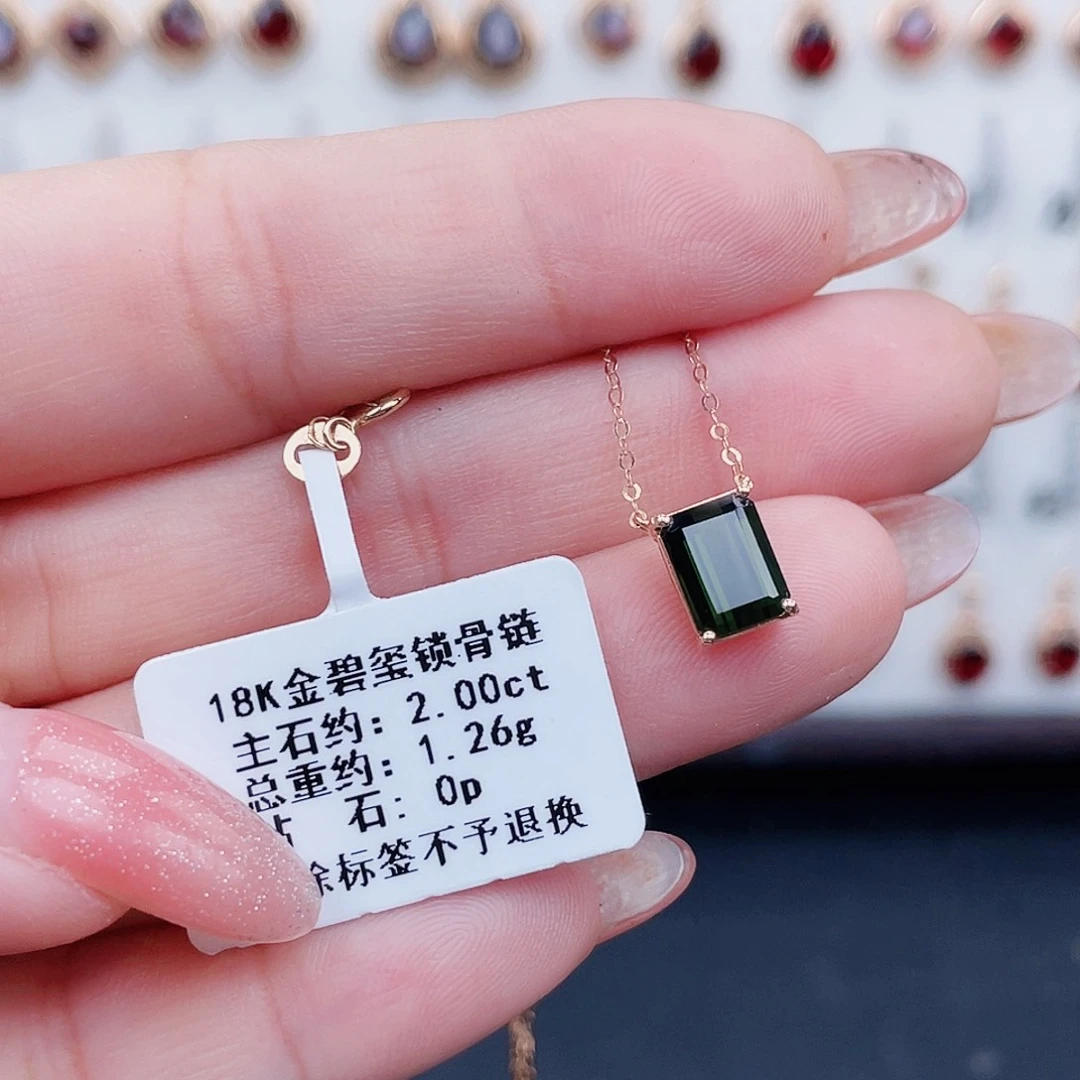 18K金碧玺锁骨链
主石约: 2.00ct
总重约: 1.26g
石: 0p
标签不予退换